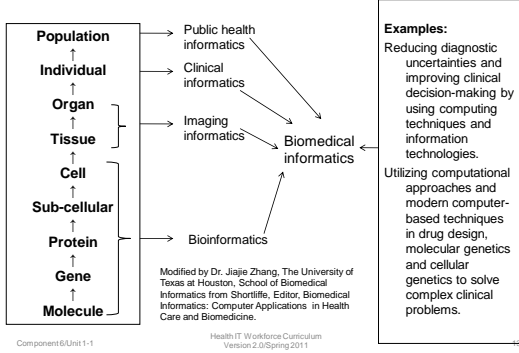 Population
↑
Individual
↑
Organ
↑
Tissue
↑
Cell
↑
Sub-cellular
↑
Protein
↑
Gene
↑
Molecule
Public health
informatics
Clinical
informatics
Imaging
informatics
Bioinformatics
Biomedical
informatics
Modified by Dr. Jiajie Zhang, The University of
Texas at Houston, School of Biomedical
Informatics from Shortliffe, Editor, Biomedical
Informatics: Computer Applications in Health
Care and Biomedicine.
Examples:
Reducing diagnostic
uncertainties and
improving clinical
decision-making by
using computing
techniques and
information
technologies.
Utilizing computational
approaches and
modern computer-
based techniques
in drug design,
molecular genetics
and cellular
genetics to solve
complex clinical
problems.
Component 6/Unit 1-1
Health IT Workforce Curriculum
Version 2.0/Spring 2011